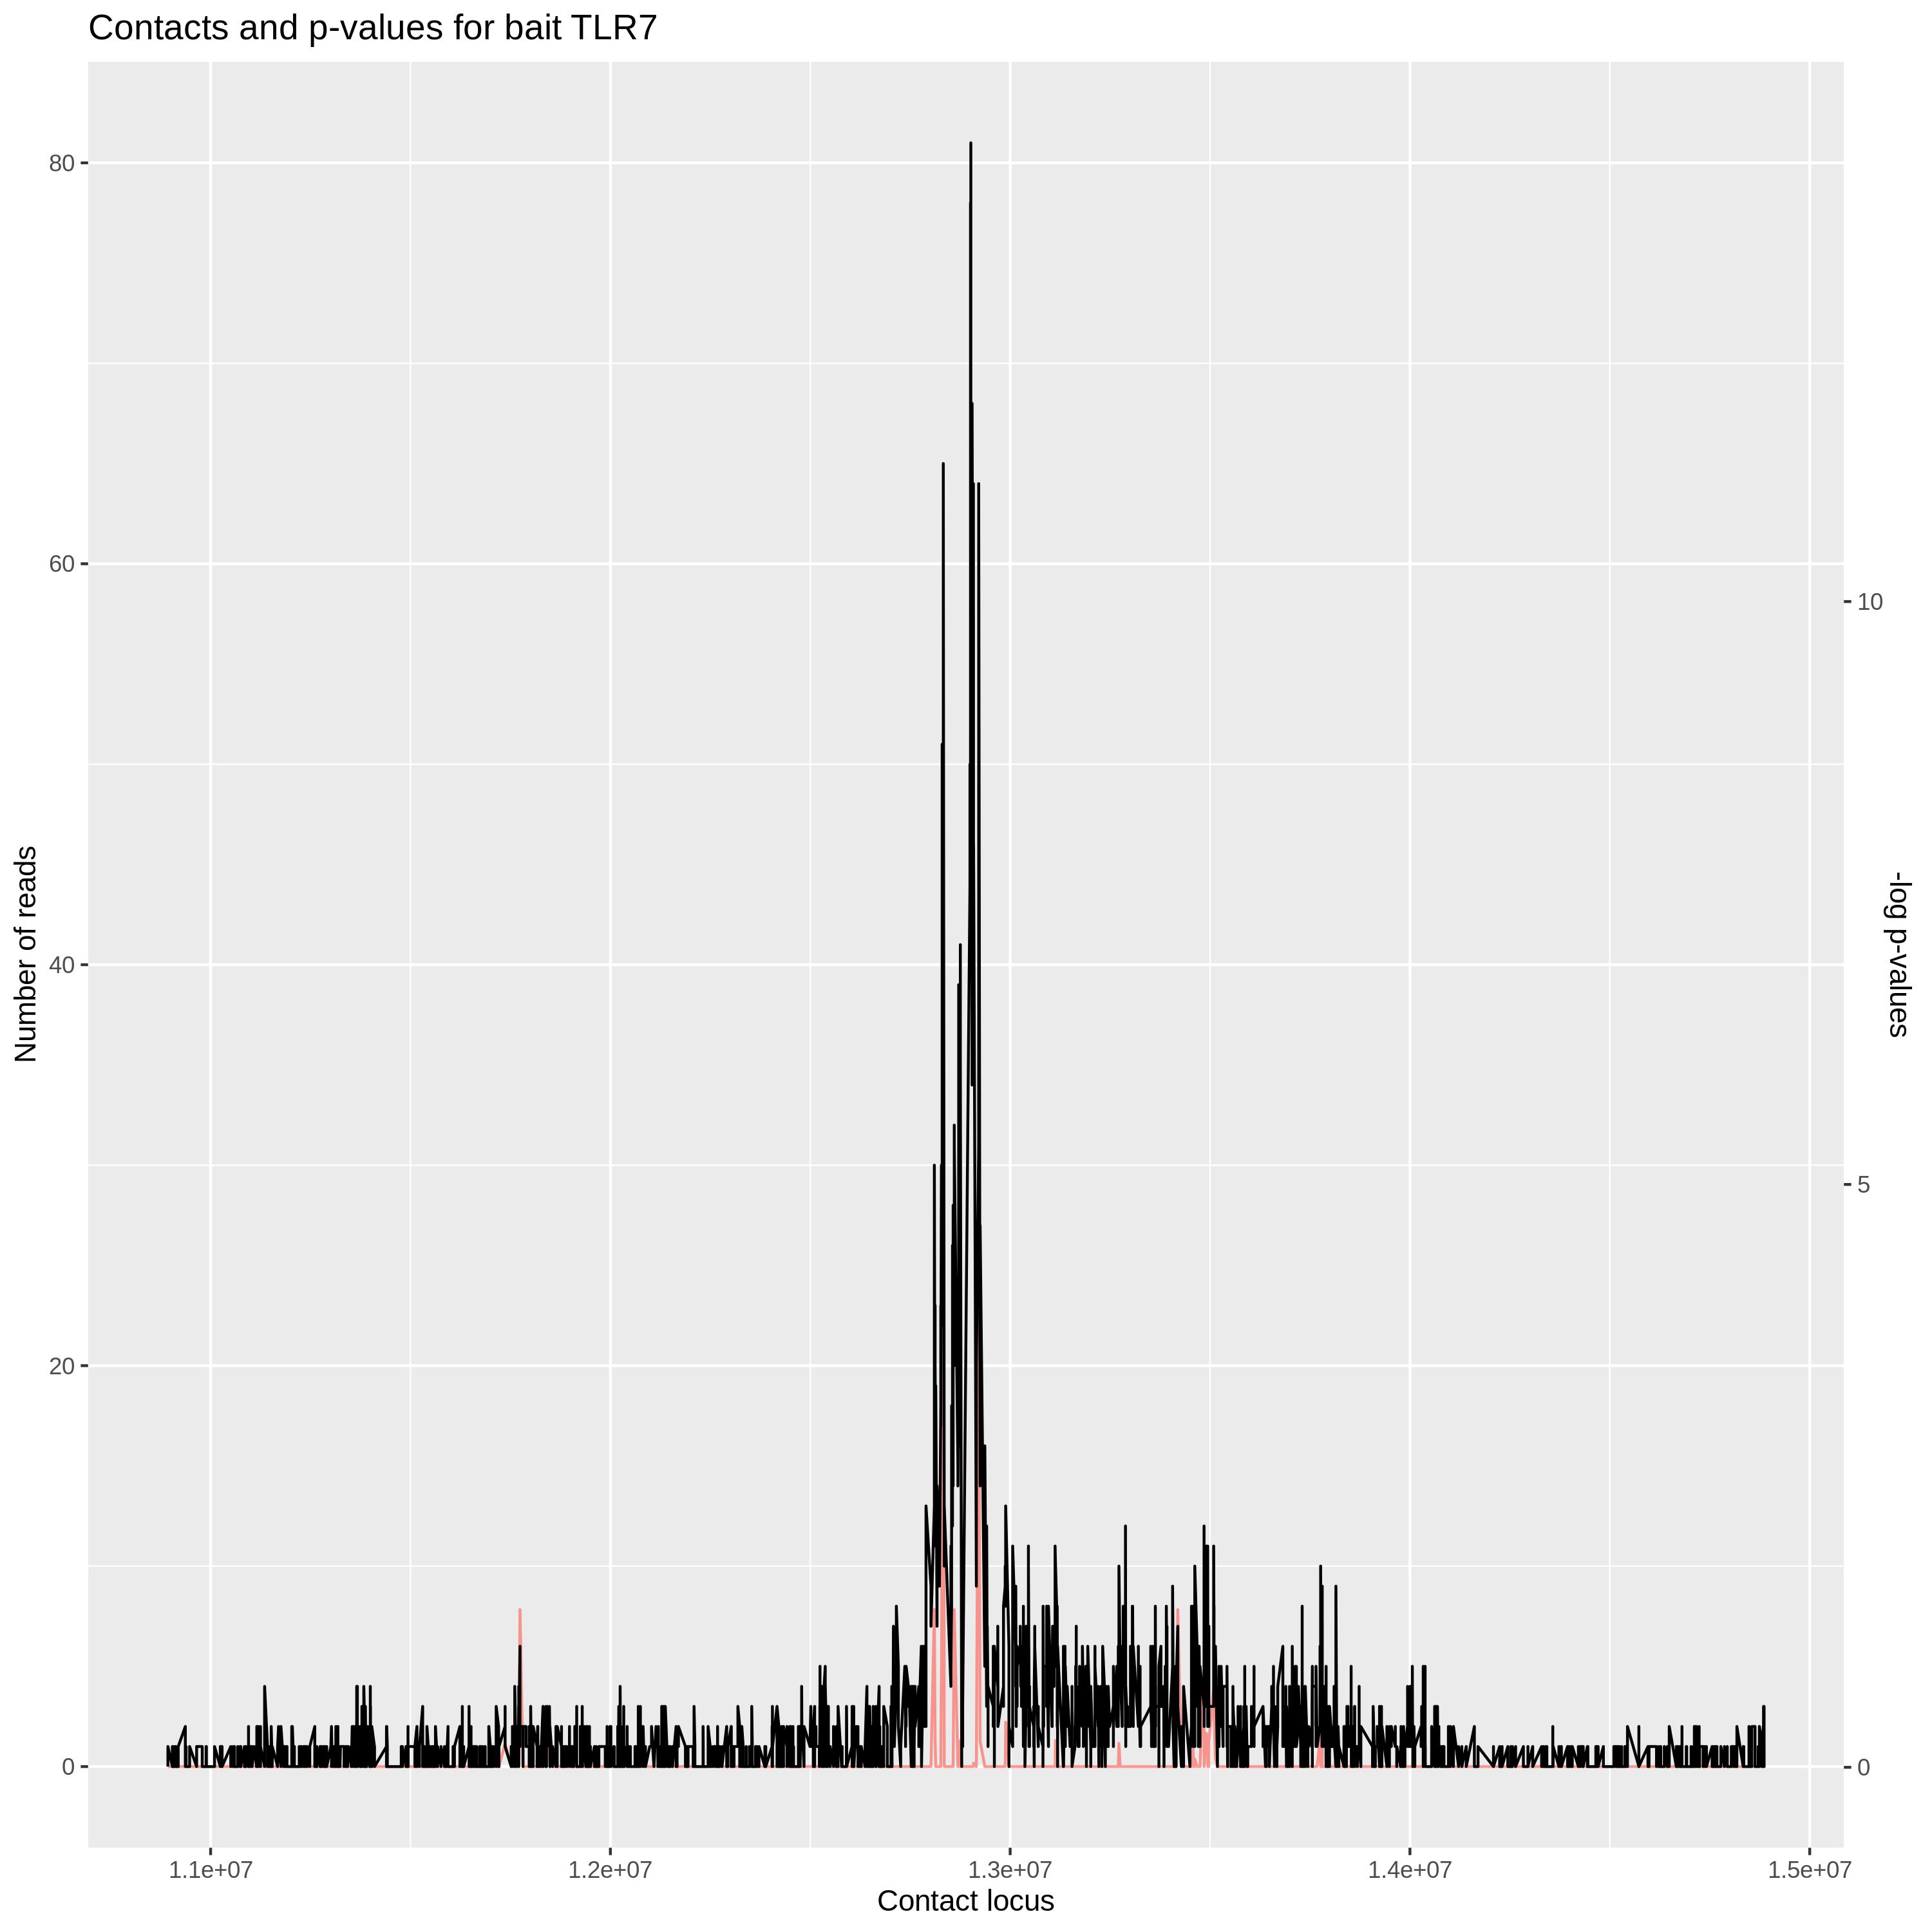 Contacts and p-values for bait TLR7
80
60
40
20
0
Number of reads
10
5
0
-log p-values
1.1e+07
1.2e+07
1.3e+07
1.4e+07
1.5e+07
Contact locus